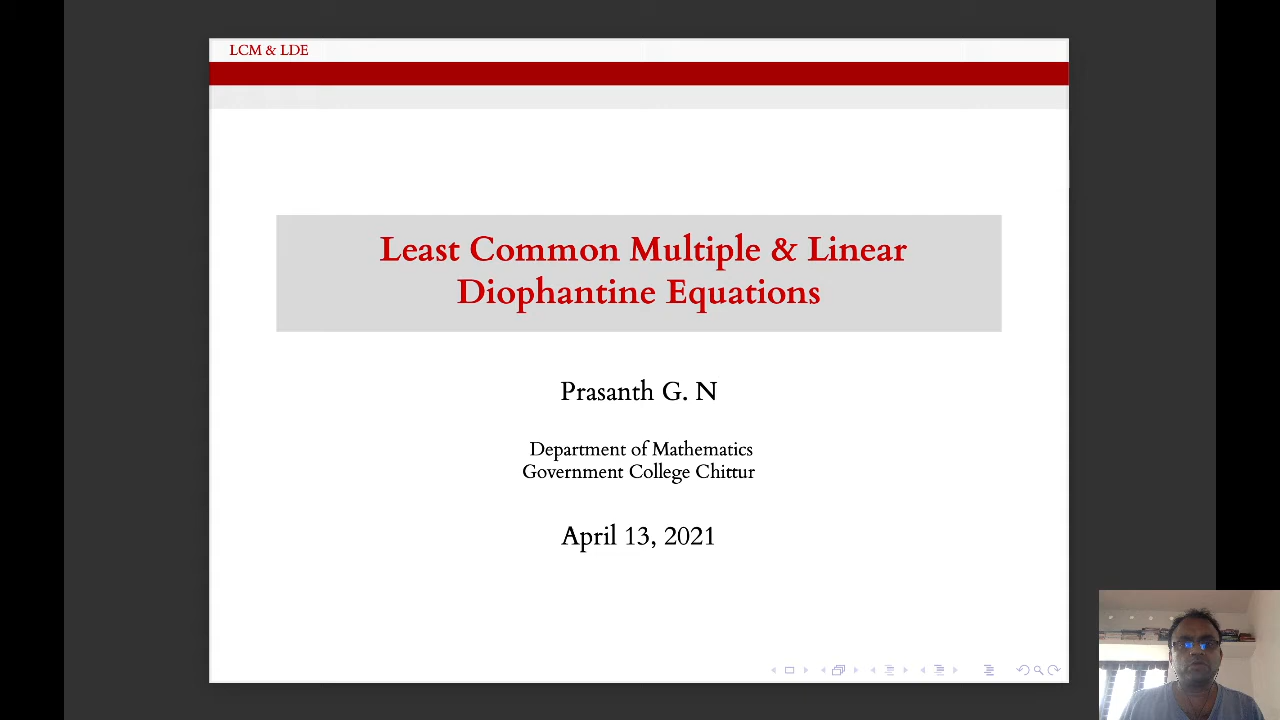 LCM & LDE
Least Common Multiple & Linear
Diophantine Equations
Prasanth G. N
Department of Mathematics
Government College Chittur
April 13, 2021